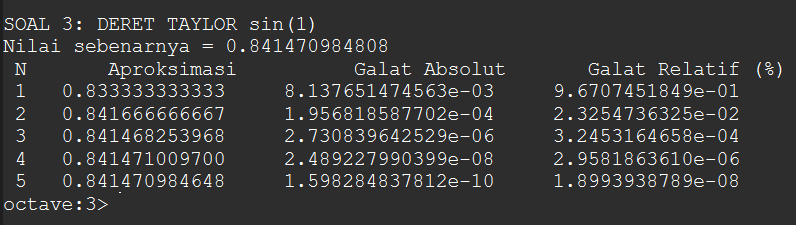 SOAL 3: DERET TAYLOR sin(1)
Nilai sebenarnya = 0.841470984808
N Aproksimasi Galat Absolut Galat Relatif (%)
1 0.833333333333 8.137651474563e-03 9.6707451849e-01
2 0.841666666667 1.956818587702e-04 2.3254736325e-02
3 0.841468253968 2.730839642529e-06 3.2453164658e-04
4 0.841471009700 2.489227990399e-08 2.9581863610e-06
5 0.841470984648 1.598284837812e-10 1.8993938789e-08
octave:3>